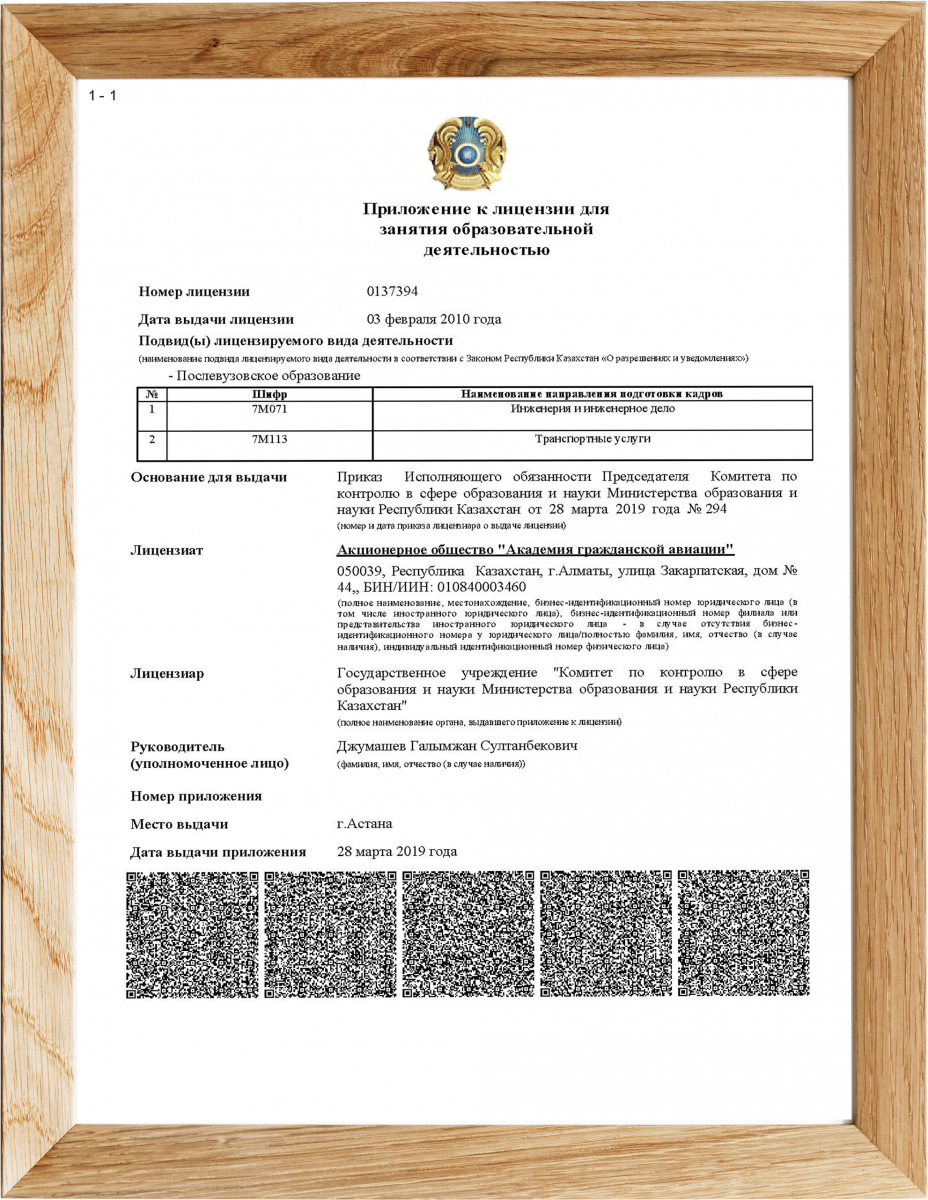 1 - 1
Приложение к лицензии для
занятия образовательной
деятельностью
Номер лицензии 0137394
Дата выдачи лицензии 03 февраля 2010 года
Подвид(ы) лицензируемого вида деятельности
(наименование подвида лицензируемого вида деятельности в соответствии с Законом Республики Казахстан «О разрешениях и уведомлениях»)
- Послевузовское образование
№ Шифр Наименование направления подготовки кадров
1 7M071 Инженерия и инженерное дело
2 7M113 Транспортные услуги
Основание для выдачи Приказ Исполняющего обязанности Председателя Комитета по
контролю в сфере образования и науки Министерства образования и
науки Республики Казахстан от 28 марта 2019 года № 294
(номер и дата приказа лицензиара о выдаче лицензии)
Лицензиат Акционерное общество "Академия гражданской авиации"
050039, Республика Казахстан, г.Алматы, улица Закарпатская, дом №
44,, БИН/ИИН: 010840003460
(полное наименование, местонахождение, бизнес-идентификационный номер юридического лица (в
том числе иностранного юридического лица), бизнес-идентификационный номер филиала или
представительства иностранного юридического лица - в случае отсутствия бизнес-
идентификационного номера у юридического лица/полностью фамилия, имя, отчество (в случае
наличия), индивидуальный идентификационный номер физического лица)
Лицензиар Государственное учреждение "Комитет по контролю в сфере
образования и науки Министерства образования и науки Республики
Казахстан"
(полное наименование органа, выдавшего приложение к лицензии)
Руководитель Джумашев Галымжан Султанбекович
(уполномоченное лицо) (фамилия, имя, отчество (в случае наличия))
Номер приложения
Место выдачи г.Астана
Дата выдачи приложения 28 марта 2019 года